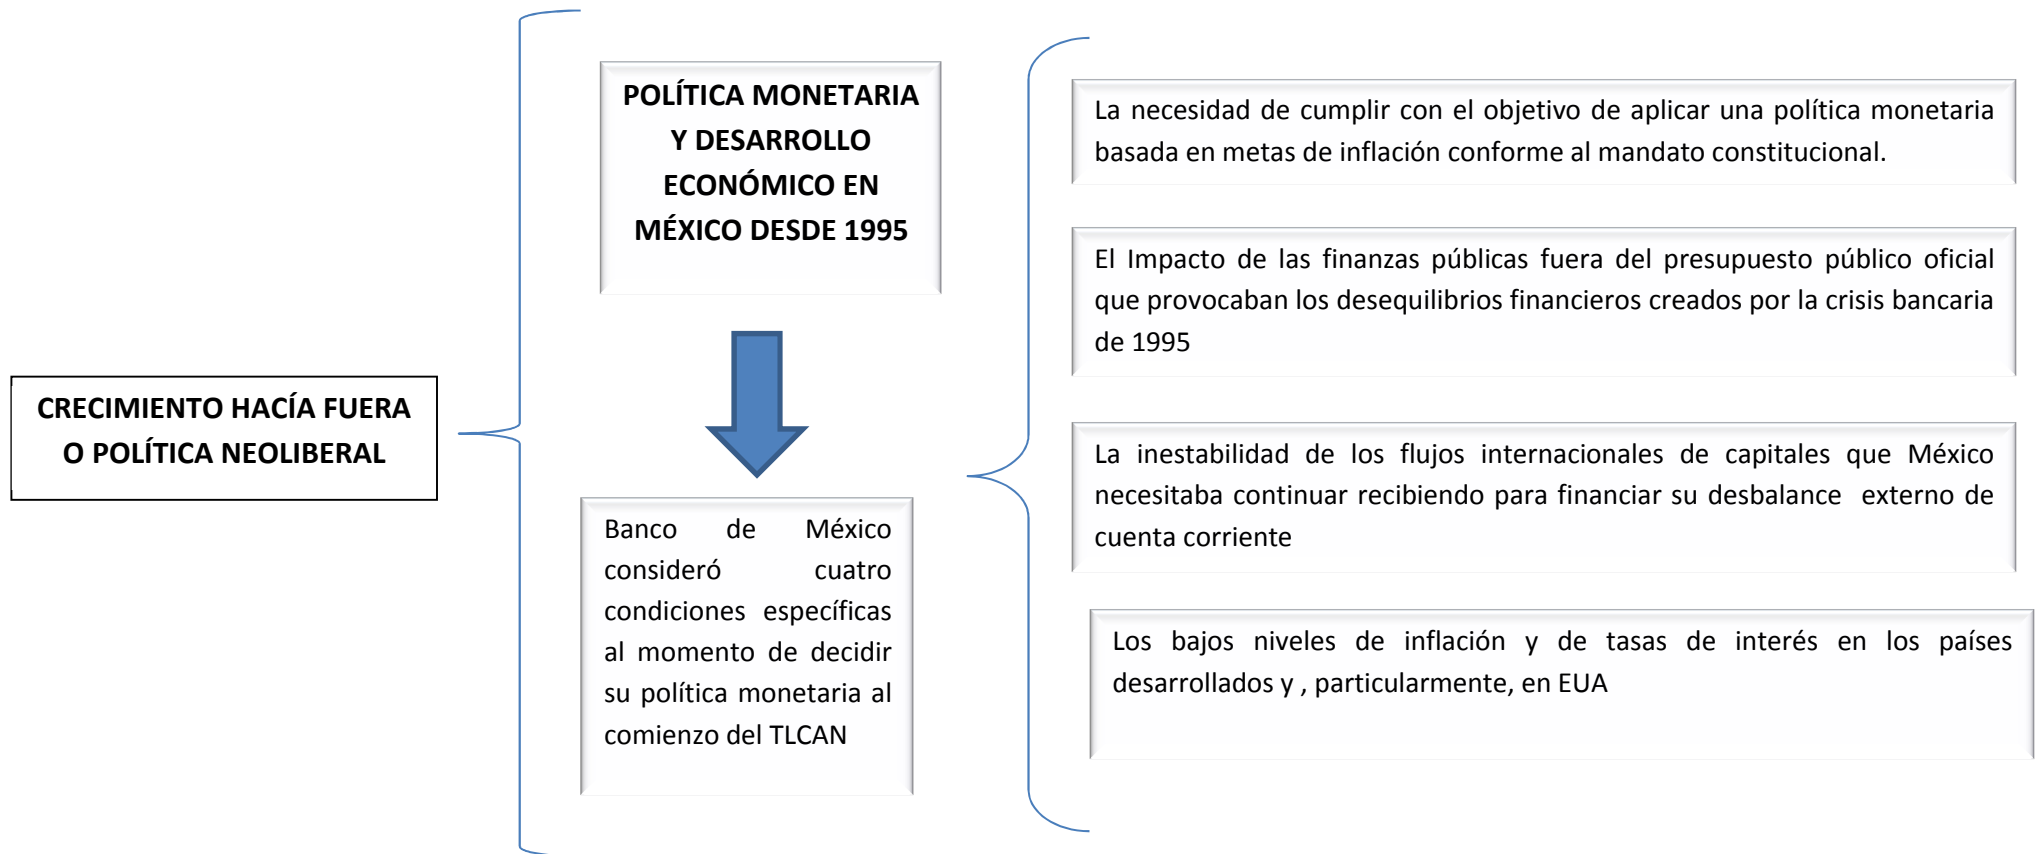 CRECIMIENTO HACÍA FUERA
O POLÍTICA NEOLIBERAL
POLÍTICA MONETARIA
Y DESARROLLO
ECONÓMICO EN
MÉXICO DESDE 1995
Banco de México
consideró cuatro
condiciones específicas
al momento de decidir
su política monetaria al
comienzo del TLCAN
La necesidad de cumplir con el objetivo de aplicar una política monetaria
basada en metas de inflación conforme al mandato constitucional.
El Impacto de las finanzas públicas fuera del presupuesto público oficial
que provocaban los desequilibrios financieros creados por la crisis bancaria
de 1995
La inestabilidad de los flujos internacionales de capitales que México
necesitaba continuar recibiendo para financiar su desbalance externo de
cuenta corriente
Los bajos niveles de inflación y de tasas de interés en los países
desarrollados y , particularmente, en EUA